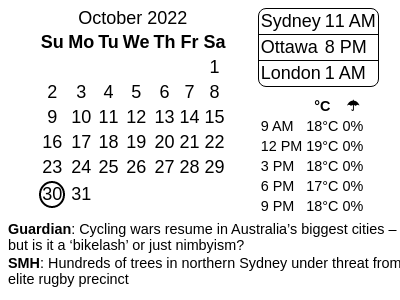 October 2022
Su Mo Tu We Th Fr Sa
1
2 3 4 5 6 7 8
9 10 11 12 13 14 15
16 17 18 19 20 21 22
23 24 25 26 27 28 29
30 31
Sydney 11 AM
Ottawa 8 PM
London 1 AM
°C ☂
9 AM 18°C 0%
12 PM 19°C 0%
3 PM 18°C 0%
6 PM 17°C 0%
9 PM 18°C 0%
Guardian: Cycling wars resume in Australia’s biggest cities –
but is it a ‘bikelash’ or just nimbyism?
SMH: Hundreds of trees in northern Sydney under threat from
elite rugby precinct